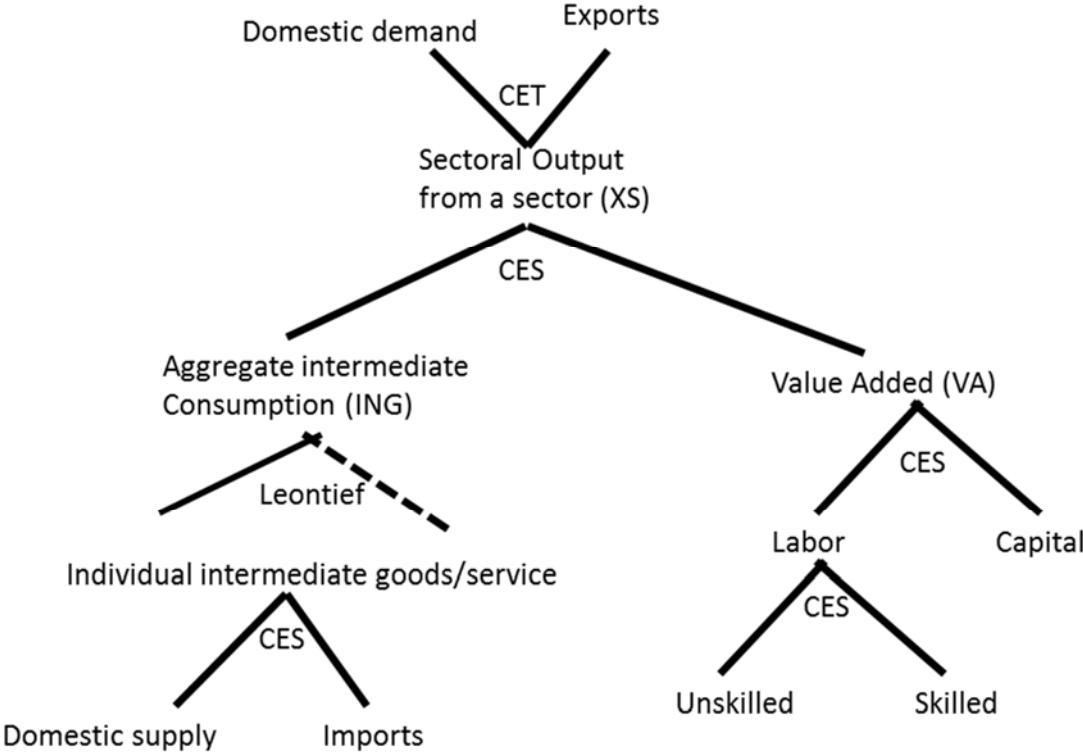 Domestic demand
Exports
CET
Sectoral Output
from a sector (XS)
CES
Aggregate intermediate
Consumption (ING)
Value Added (VA)
CES
Leontief
Labor
Capital
Individual intermediate goods/service
CES
CES
Unskilled
Skilled
Domestic supply
Imports